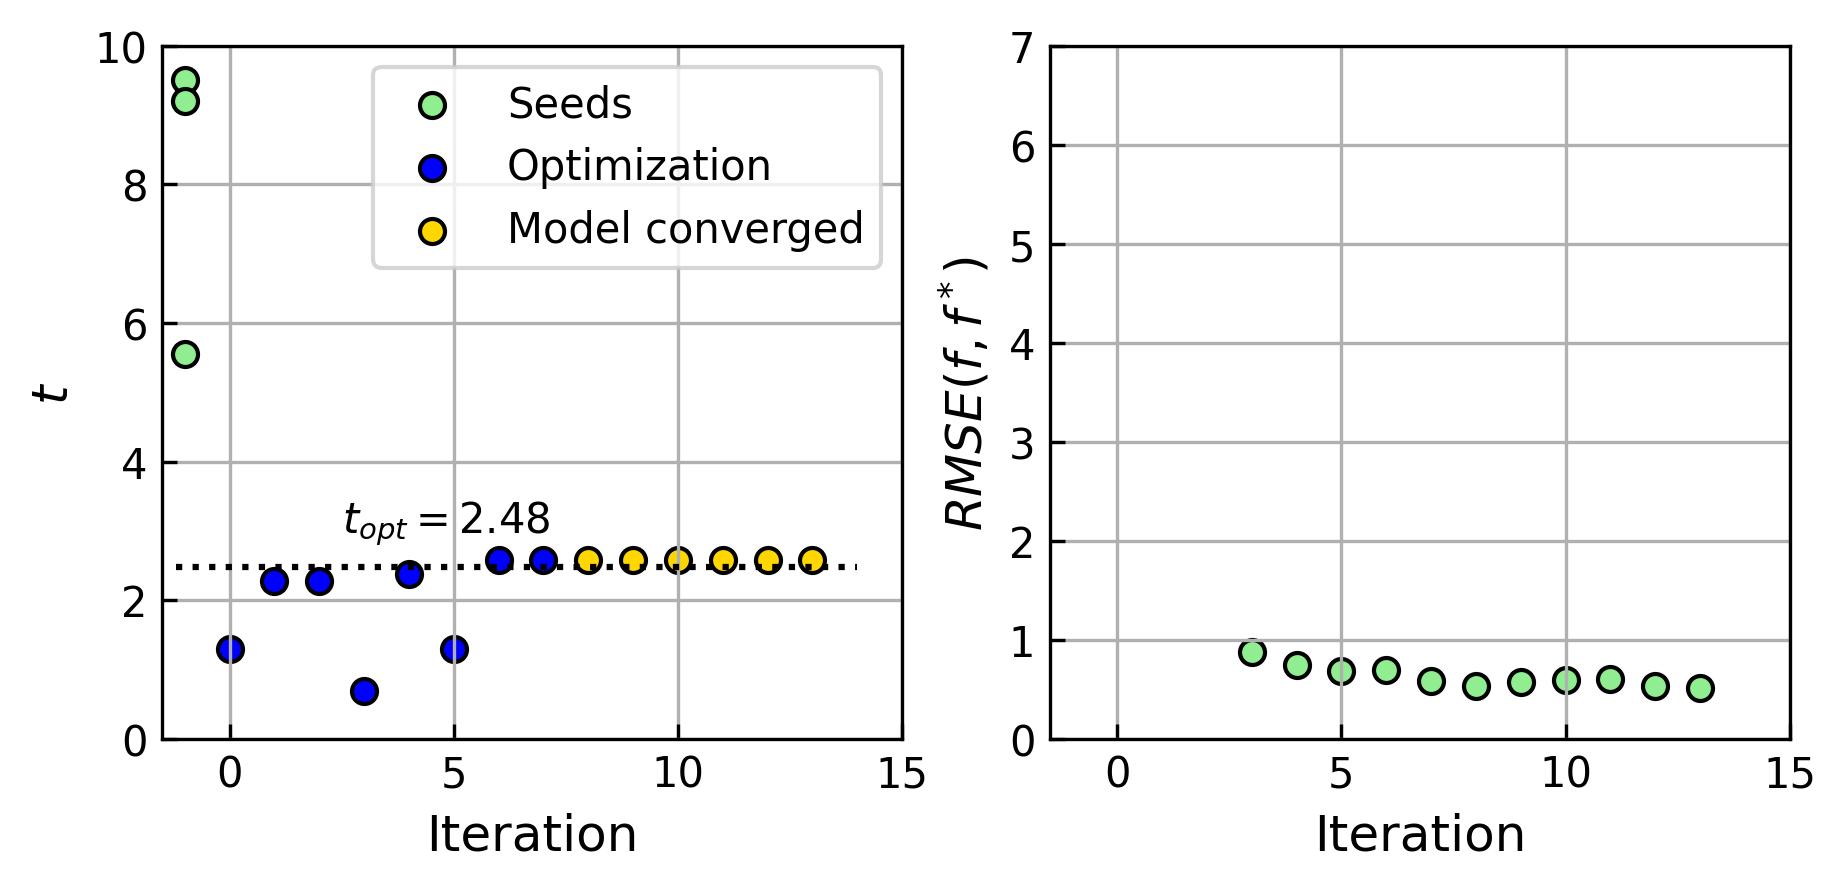 10
8
6
4
2
0
t
Seeds
Optimization
Model converged
t_opt = 2.48
0 5 10 15
Iteration
7
6
5
4
3
2
1
0
RMSE(f, f*)
0 5 10 15
Iteration